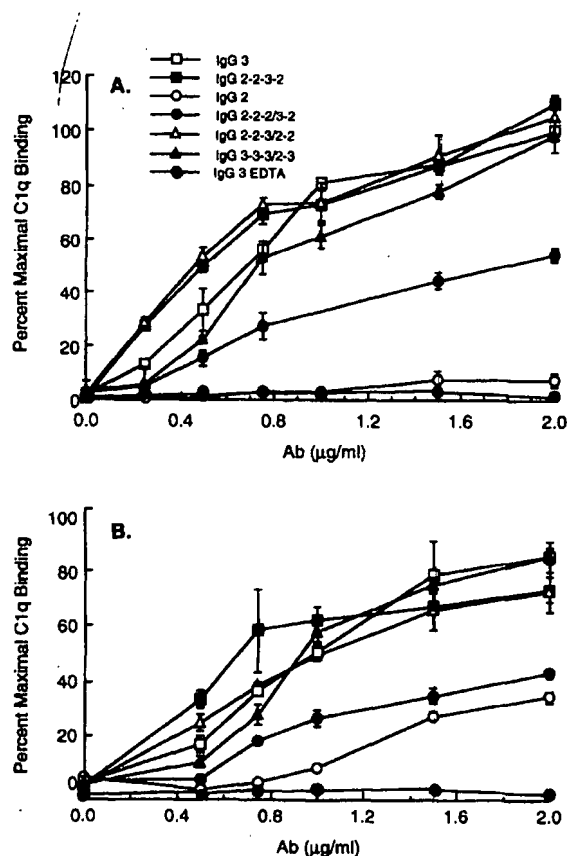 A.
IgG 3
IgG 2-2-3-2
IgG 2
IgG 2-2-2/3-2
IgG 2-2-3/2-2
IgG 3-3-3/2-3
IgG 3 EDTA
Percent Maximal C1q Binding
120
100
80
60
40
20
0
0.0 0.4 0.8 1.2 1.6 2.0
Ab (µg/ml)
B.
Percent Maximal C1q Binding
100
80
60
40
20
0
0.0 0.4 0.8 1.2 1.6 2.0
Ab (µg/ml)